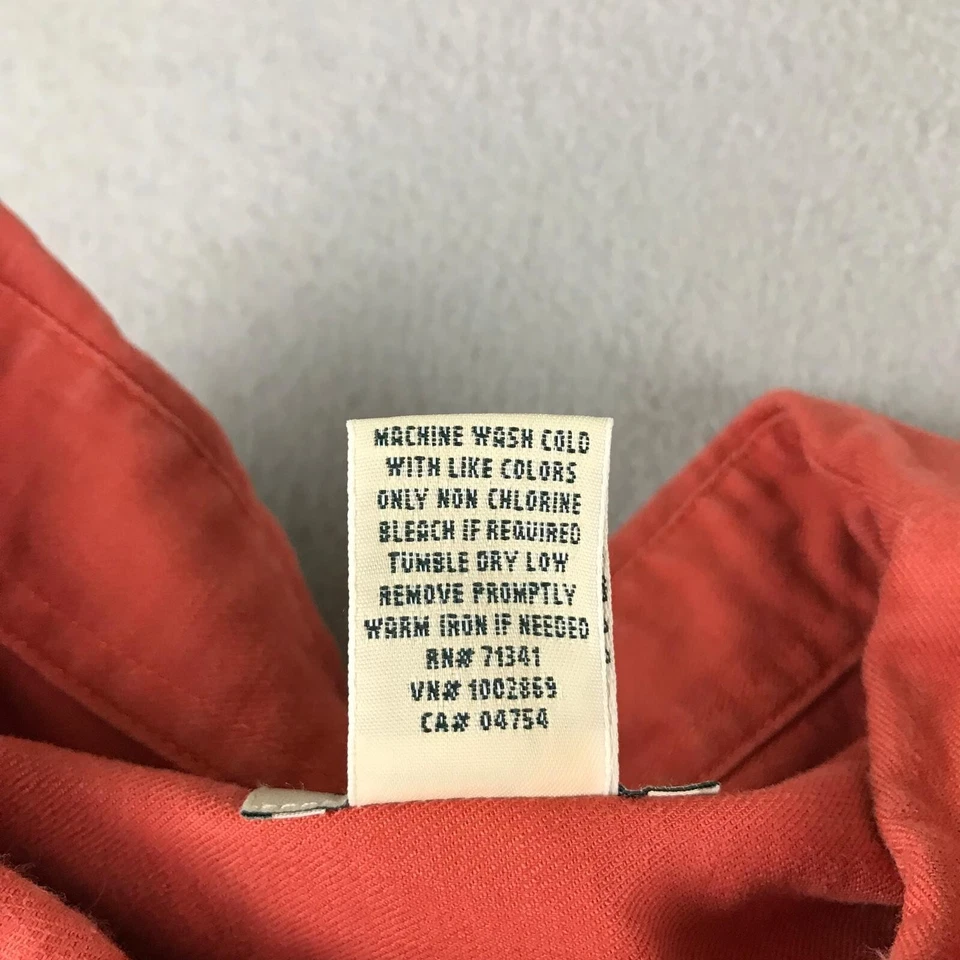 MACHINE WASH COLD
WITH LIKE COLORS
ONLY NON CHLORINE
BLEACH IF REQUIRED
TUMBLE DRY LOW
REMOVE PROMPTLY
WARM IRON IF NEEDED
RN# 71341
VN# 1002869
CA# 04754